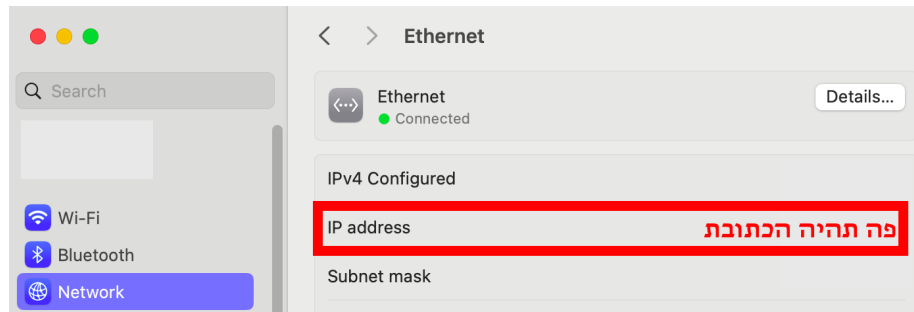 Ethernet
Search
Ethernet
Details...
Connected
IPv4 Configured
Wi-Fi
IP address פה תהיה הכתובת
Bluetooth
Subnet mask
Network